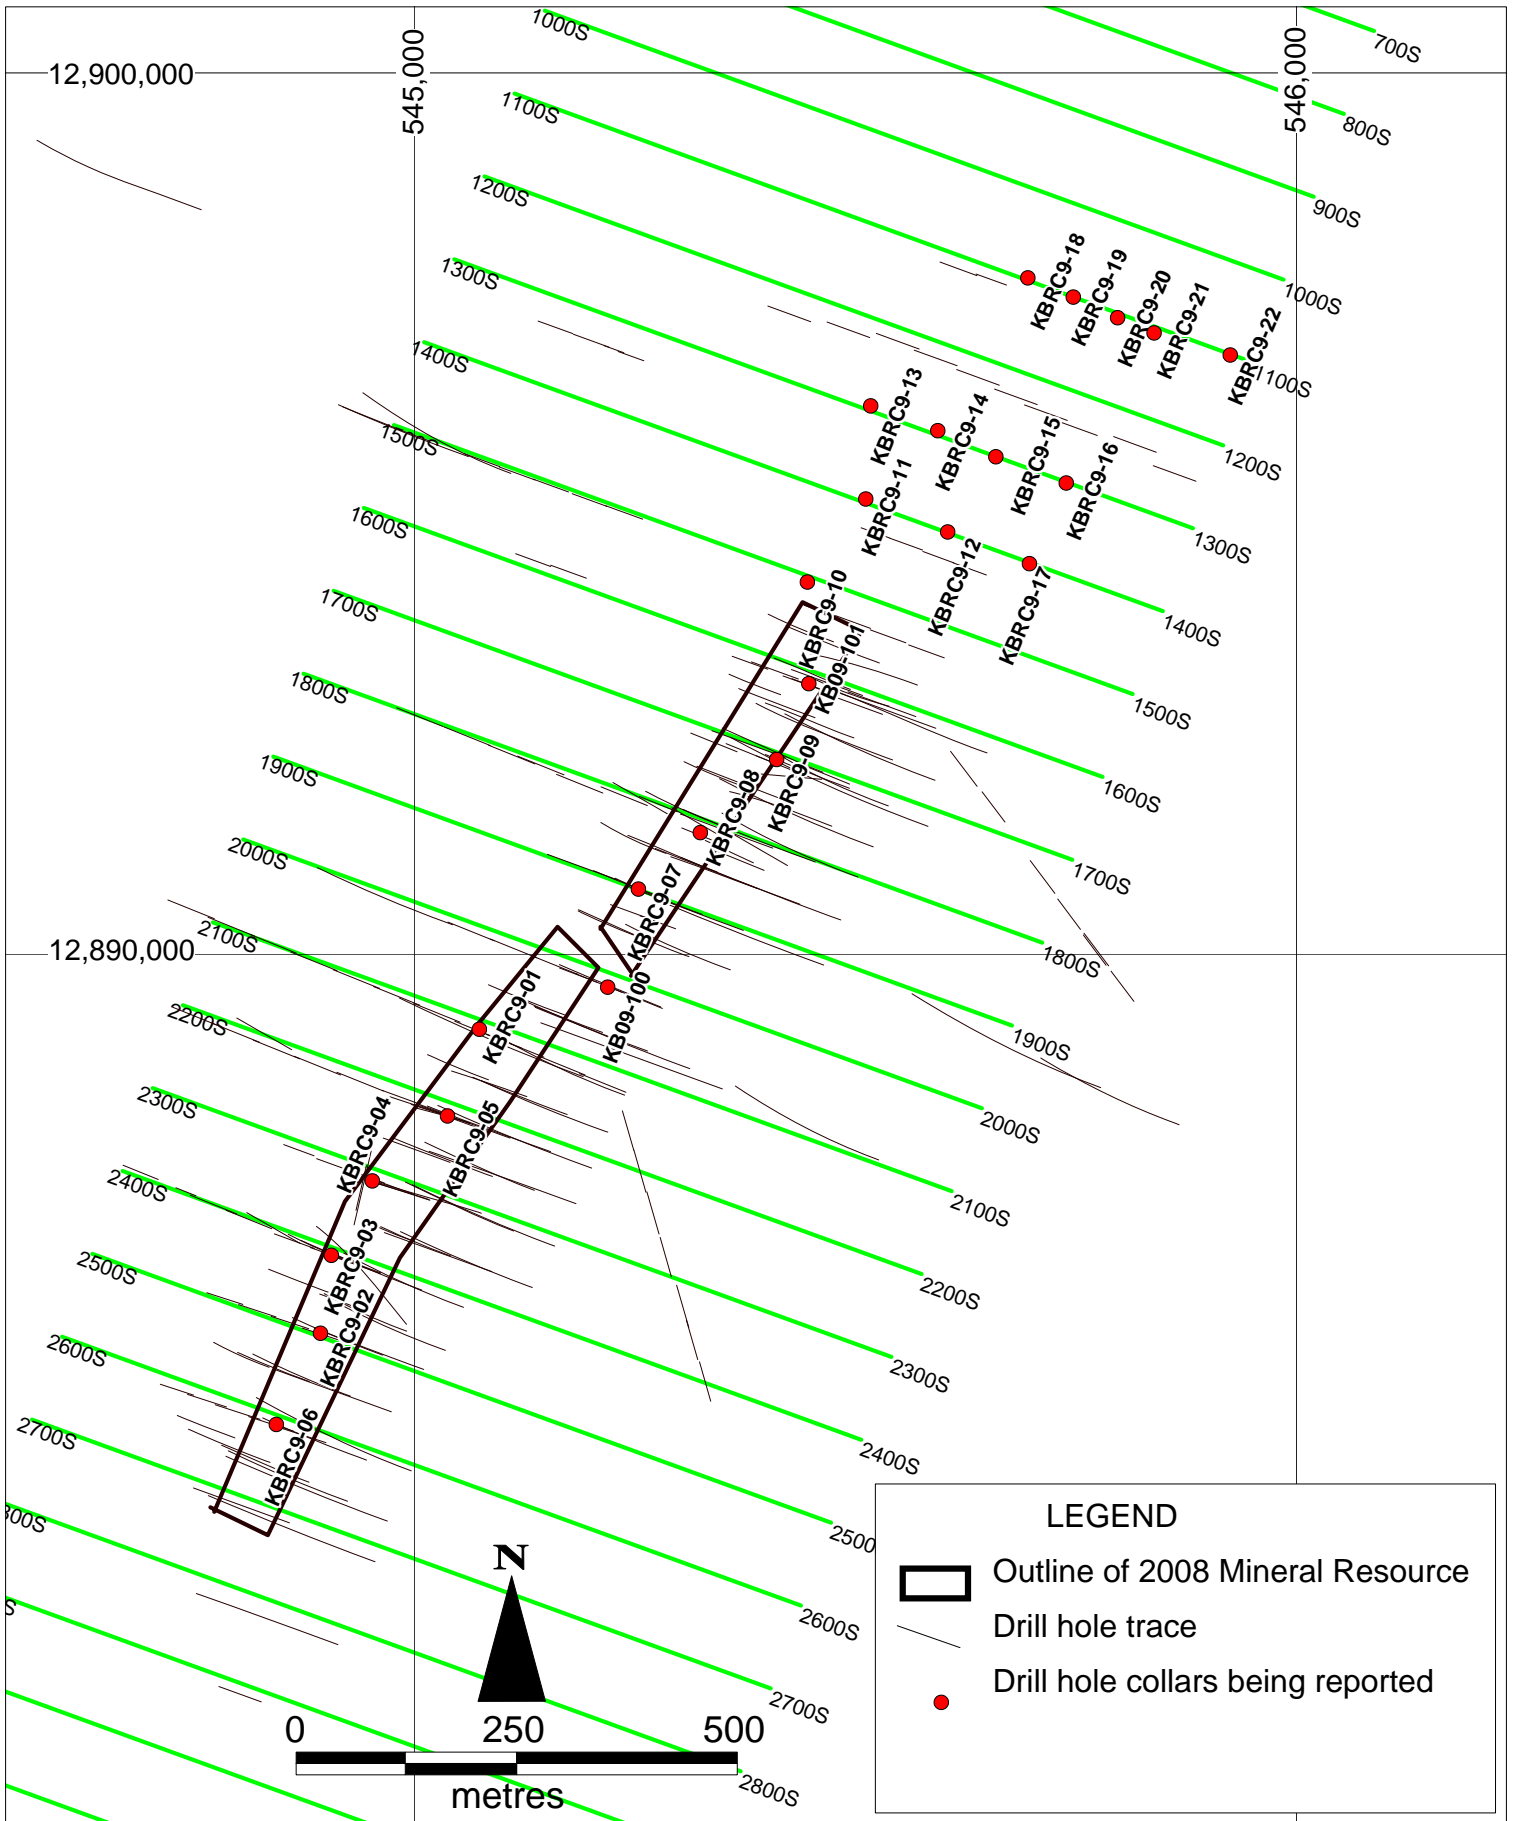 1000S
700S
12,900,000
545,000
546,000
800S
1100S
900S
1200S
1000S
KBRC9-18
KBRC9-19
KBRC9-20
KBRC9-21
KBRC9-22
1300S
1100S
1400S
KBRC9-13
KBRC9-14
KBRC9-15
KBRC9-16
1200S
1500S
KBRC9-11
KBRC9-12
KBRC9-17
1300S
1600S
KBRC9-10
KB09-101
1400S
1700S
1500S
1800S
KBRC9-09
KBRC9-08
1600S
1900S
KBRC9-07
1700S
2000S
12,890,000
2100S
1800S
KBRC9-01
KB09-100
1900S
2200S
2300S
KBRC9-04
KBRC9-05
2000S
2400S
2100S
KBRC9-03
KBRC9-02
2500S
2200S
2600S
2300S
2700S
KBRC9-06
2400S
LEGEND
Outline of 2008 Mineral Resource
Drill hole trace
Drill hole collars being reported
800S
2500
N
S
2600S
2700S
0 250 500
metres
2800S